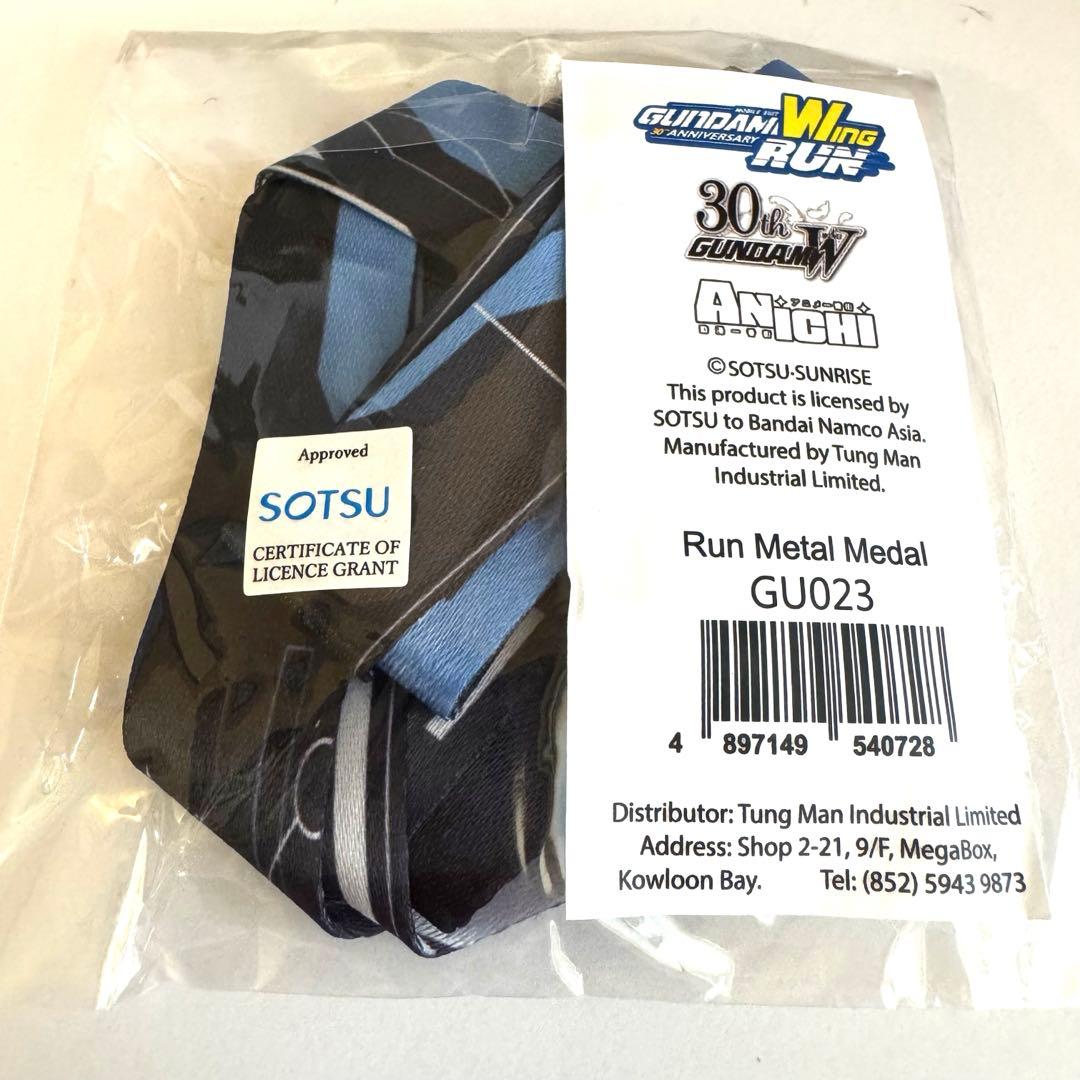 MOBILE SUIT
GUNDAM WING
30th ANNIVERSARY
RUN
30th
GUNDAM W
ANICHI
©SOTSU·SUNRISE
This product is licensed by
SOTSU to Bandai Namco Asia.
Manufactured by Tung Man
Industrial Limited.
Run Metal Medal
GU023
4 897149 540728
Distributor: Tung Man Industrial Limited
Address: Shop 2-21, 9/F, MegaBox,
Kowloon Bay. Tel: (852) 5943 9873
Approved
SOTSU
CERTIFICATE OF
LICENCE GRANT